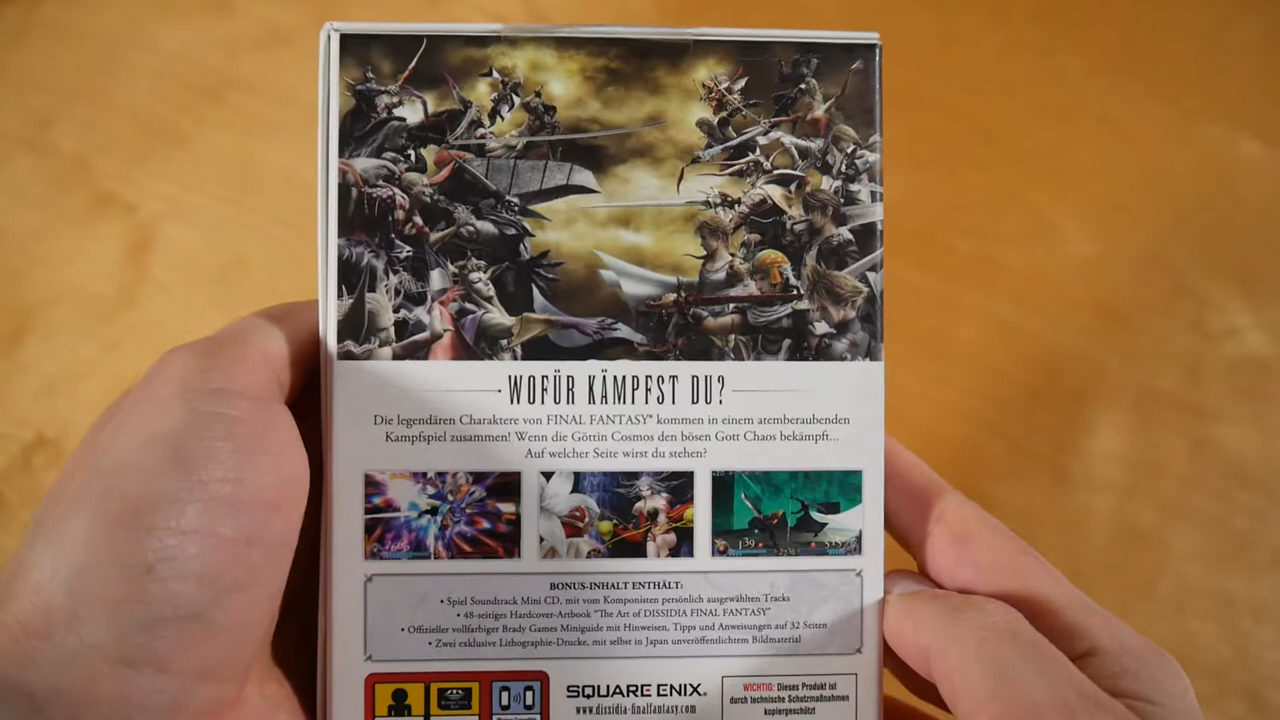 WOFÜR KÄMPFST DU?
Die legendären Charaktere von FINAL FANTASY® kommen in einem atemberaubenden
Kampfspiel zusammen! Wenn die Göttin Cosmos den bösen Gott Chaos bekämpft...
Auf welcher Seite wirst du stehen?
BONUS-INHALT ENTHÄLT:
• Spiel Soundtrack Mini CD, mit vom Komponisten persönlich ausgewählten Tracks
• 48-seitiges Hardcover-Artbook "The Art of DISSIDIA FINAL FANTASY"
• Offizieller vollfarbiger Brady Games Miniguide mit Hinweisen, Tipps und Anweisungen auf 32 Seiten
• Zwei exklusive Lithographie-Drucke, mit selbst in Japan unveröffentlichtem Bildmaterial
SQUARE ENIX®
www.dissidia-finalfantasy.com
WICHTIG: Dieses Produkt ist
durch technische Schutzmaßnahmen
kopiergeschützt